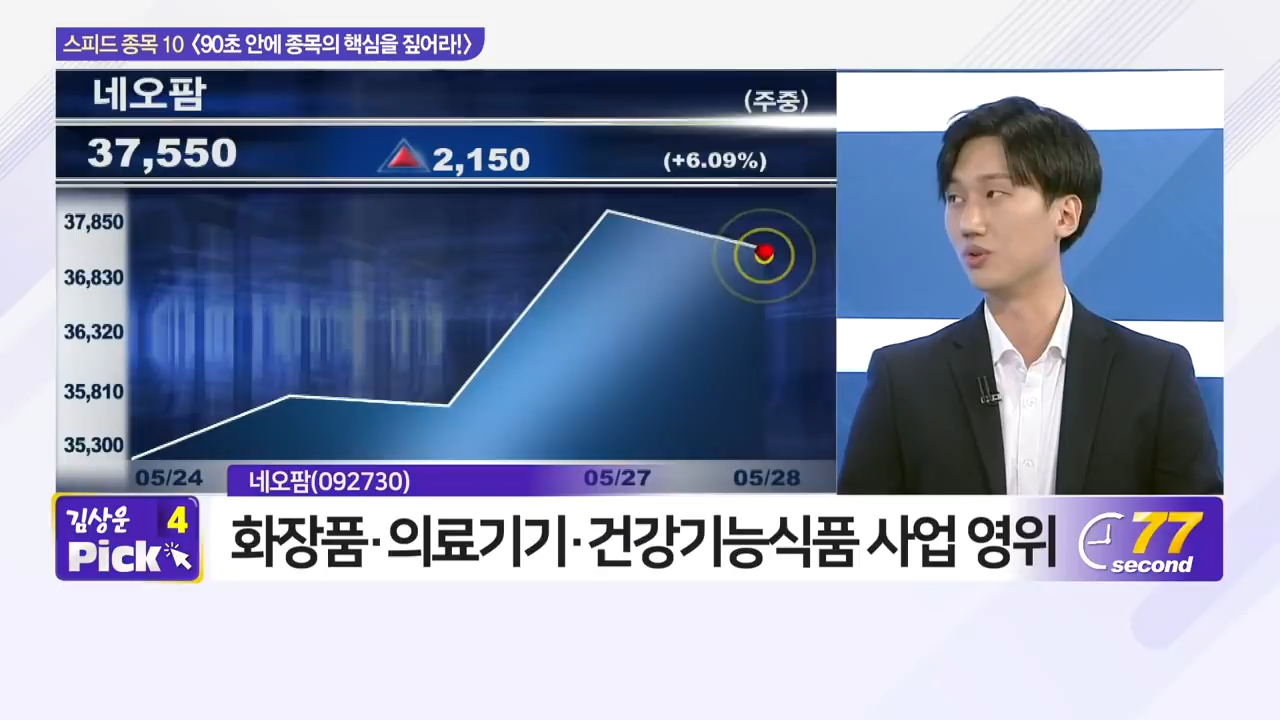 스피드 종목 10 <90초 안에 종목의 핵심을 짚어라!>
네오팜
(주중)
37,550 ▲ 2,150 (+6.09%)
37,850
36,830
36,320
35,810
35,300
05/24 05/27 05/28
네오팜(092730)
김상운 4
Pick
화장품·의료기기·건강기능식품 사업 영위
77
second